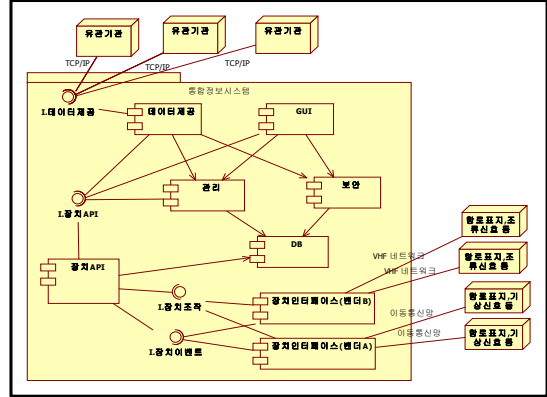 유관기관
유관기관
유관기관
TCP/IP
TCP/IP
TCP/IP
통합정보시스템
I.데이터제공
데이터제공
GUI
관리
보안
I.장치API
DB
장치API
I.장치조작
장치인터페이스(벤더B)
I.장치이벤트
장치인터페이스(벤더A)
VHF 네트워크
VHF 네트워크
이동통신망
이동통신망
항로표지,조
류신호 등
항로표지,조
류신호 등
항로표지,기
상신호 등
항로표지,기
상신호 등